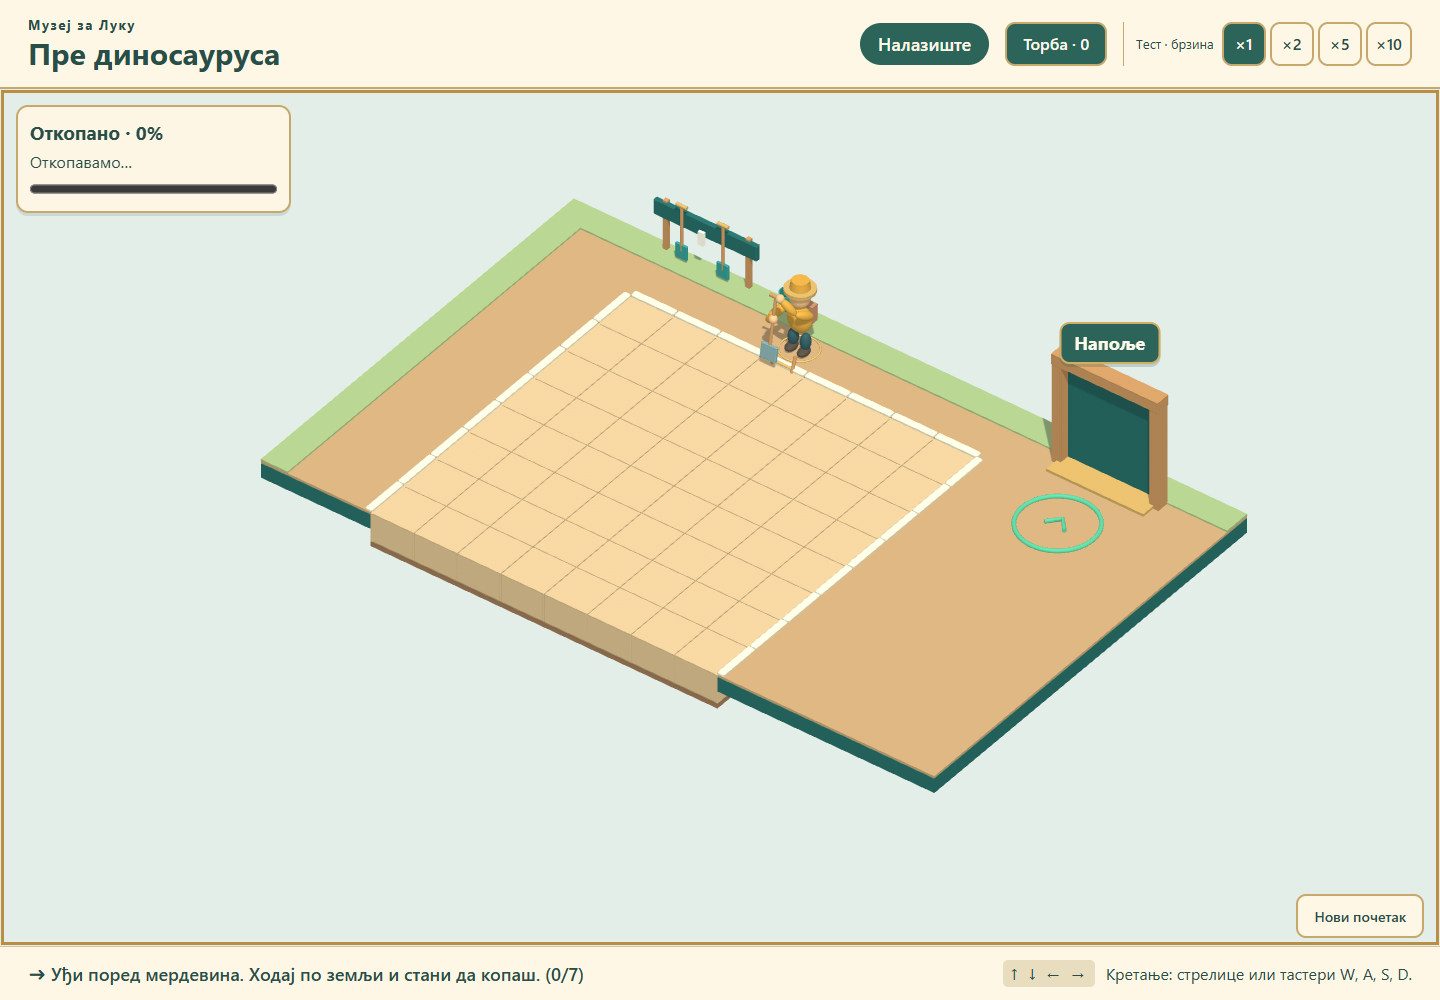 Музеј за Луку
Пре диносауруса
Налазиште
Торба · 0
Тест · брзина
×1
×2
×5
×10
Откопано · 0%
Откопавамо...
Напоље
Нови почетак
→ Уђи поред мердевина. Ходај по земљи и стани да копаш. (0/7)
↑ ↓ ← → Кретање: стрелице или тастери W, A, S, D.